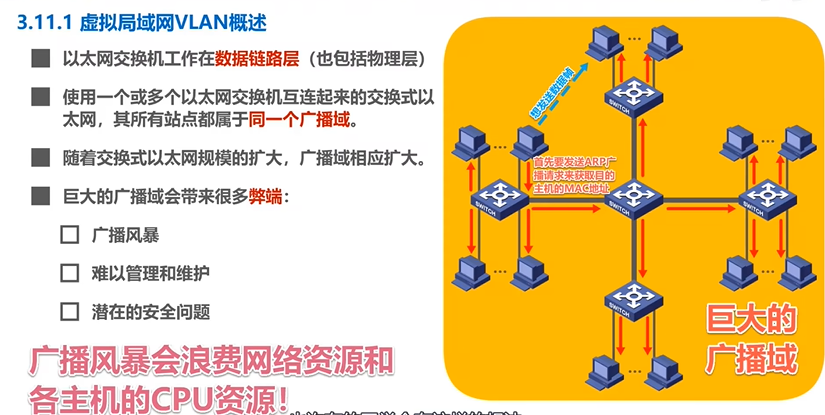 3.11.1 虚拟局域网VLAN概述
以太网交换机工作在数据链路层（也包括物理层）
使用一个或多个以太网交换机互连起来的交换式以
太网，其所有站点都属于同一个广播域。
随着交换式以太网规模的扩大，广播域相应扩大。
巨大的广播域会带来很多弊端：
广播风暴
难以管理和维护
潜在的安全问题
广播风暴会浪费网络资源和
各主机的CPU资源！
想发送数据帧
SWITCH
首先要发送ARP广
播请求来获取目的
主机的MAC地址
SWITCH
SWITCH
SWITCH
SWITCH
巨大的
广播域